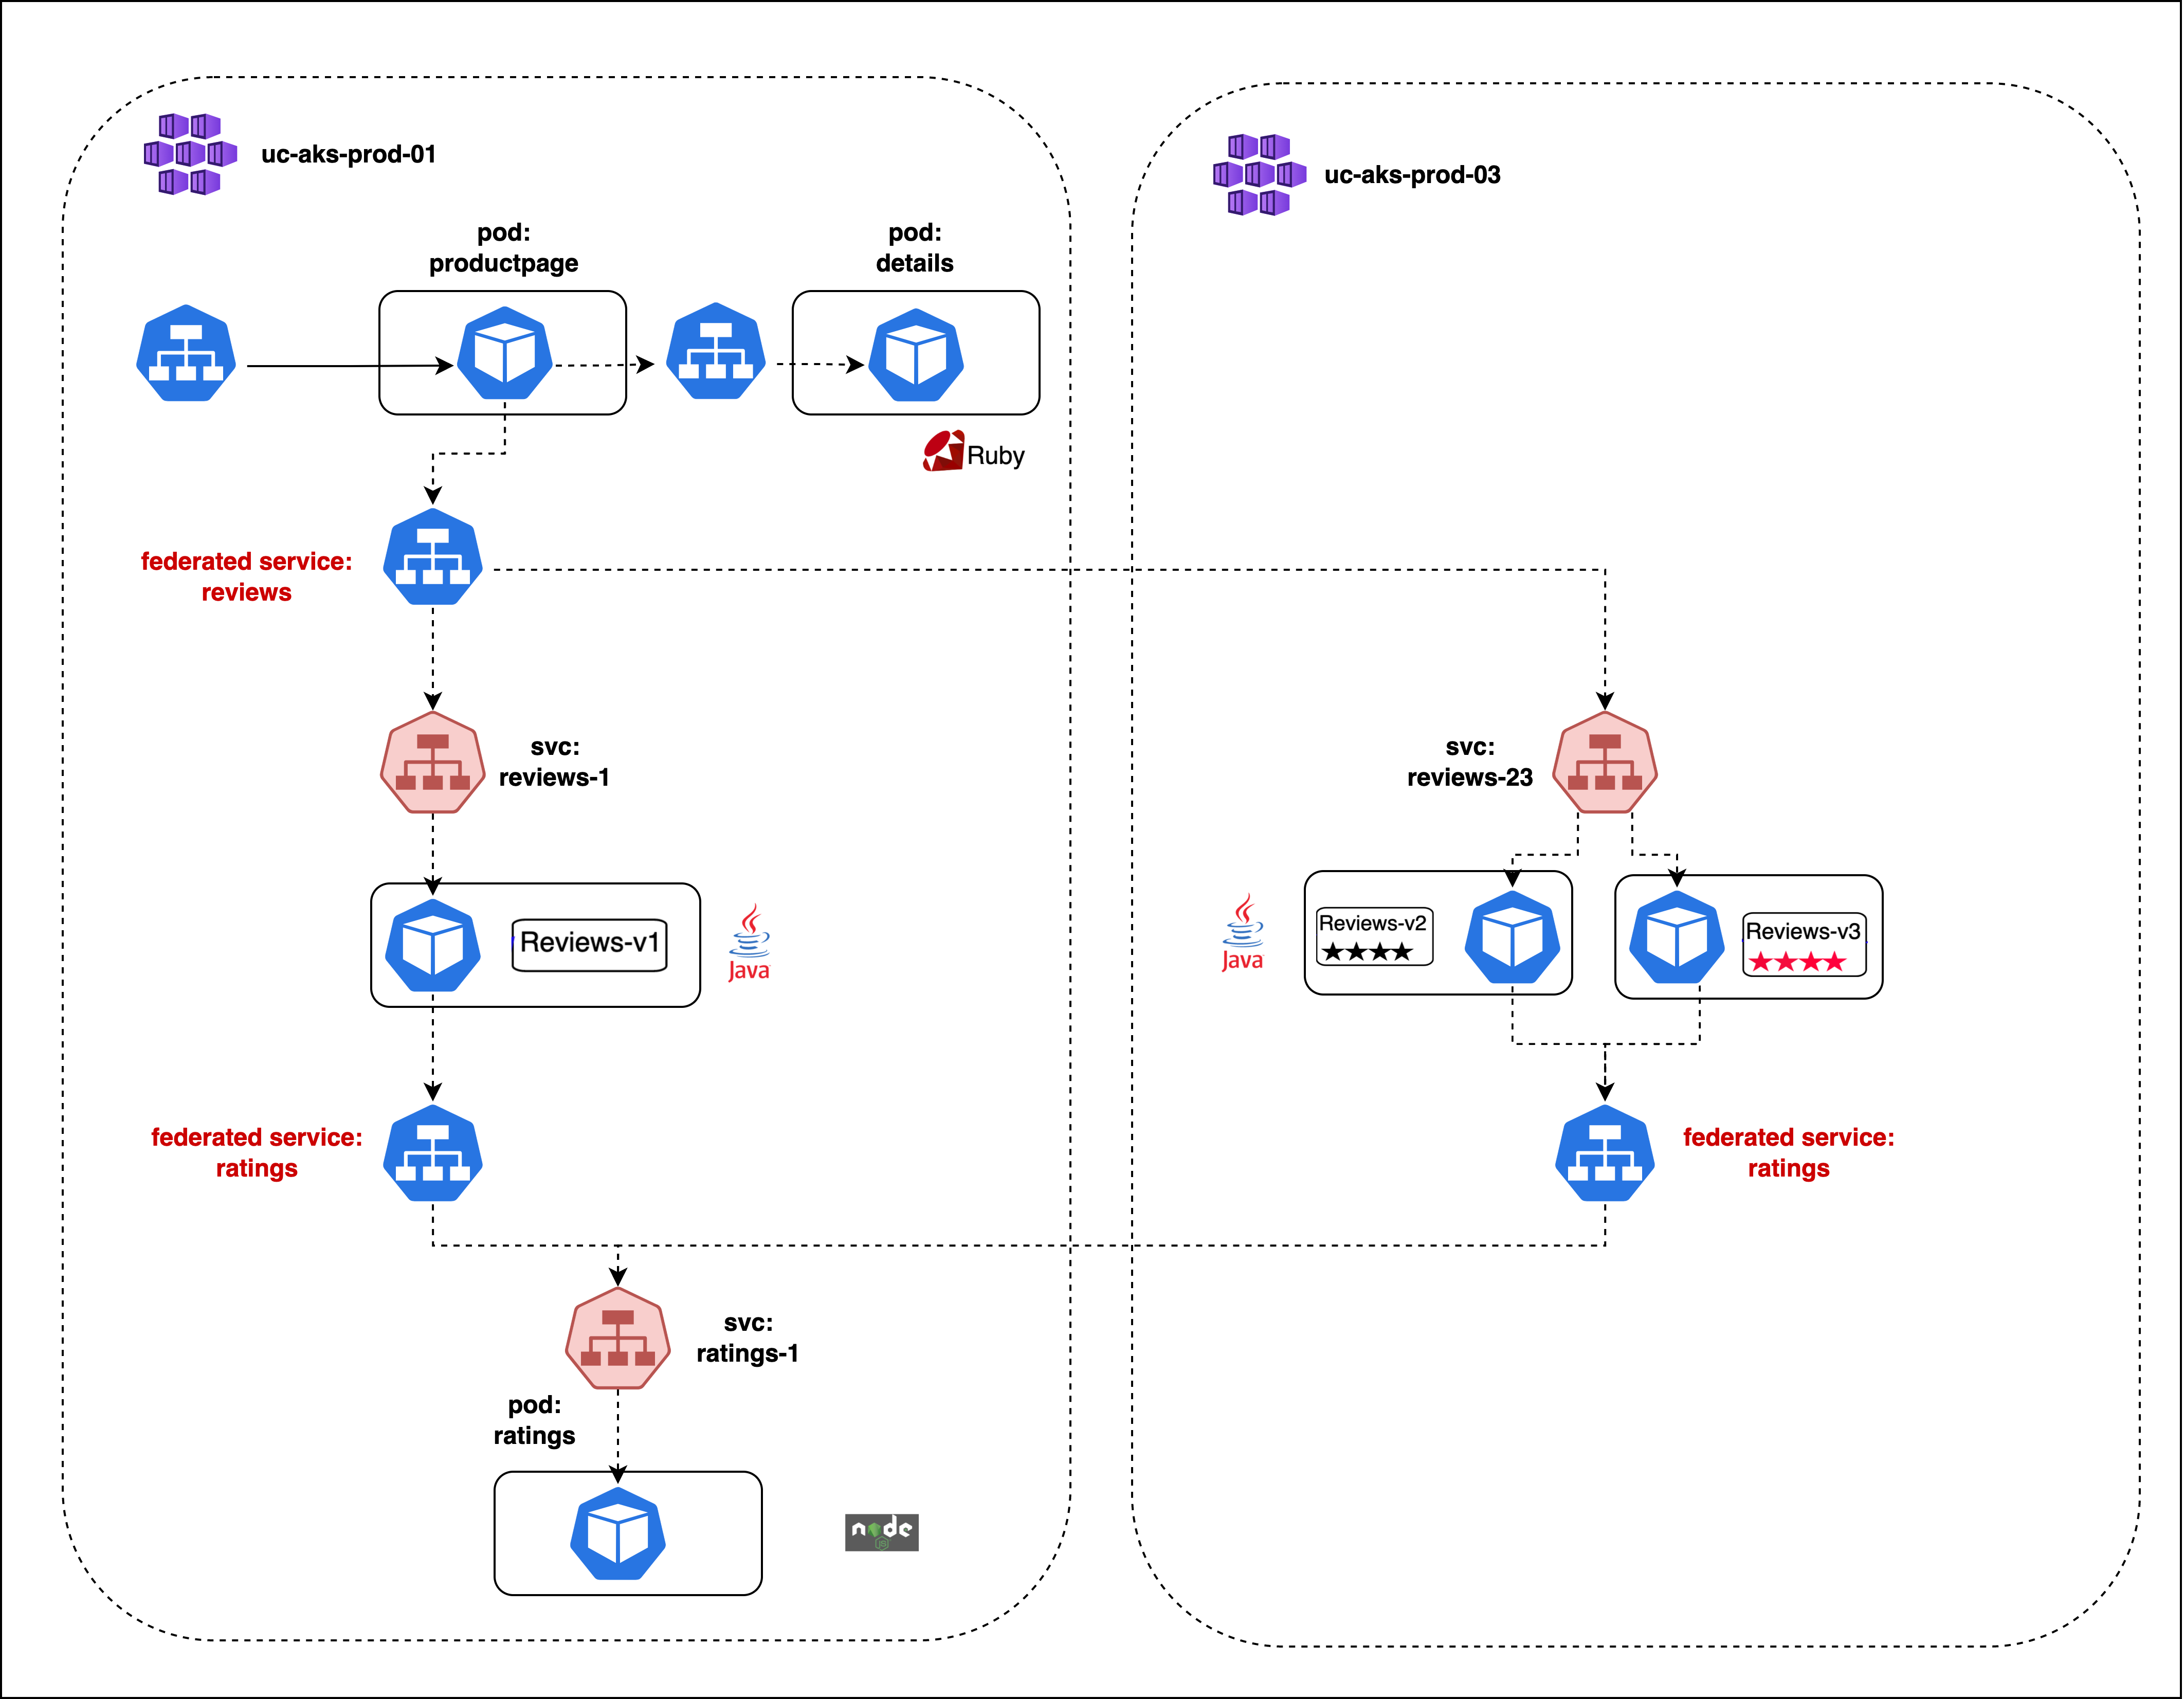 uc-aks-prod-01
uc-aks-prod-03
pod:
productpage
pod:
details
Ruby
federated service:
reviews
svc:
reviews-1
svc:
reviews-23
Reviews-v1
Java
Java
Reviews-v2
Reviews-v3
federated service:
ratings
federated service:
ratings
svc:
ratings-1
pod:
ratings
node
JS